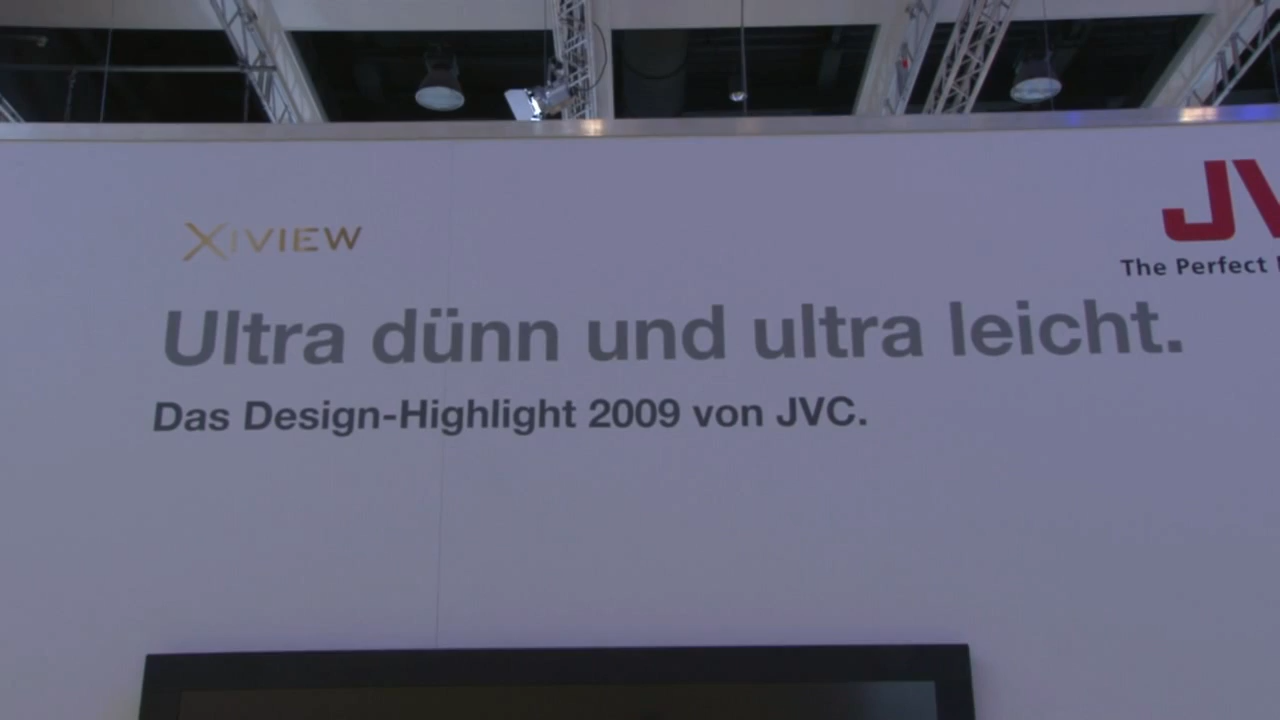 XIVIEW
JV
The Perfect
Ultra dünn und ultra leicht.
Das Design-Highlight 2009 von JVC.